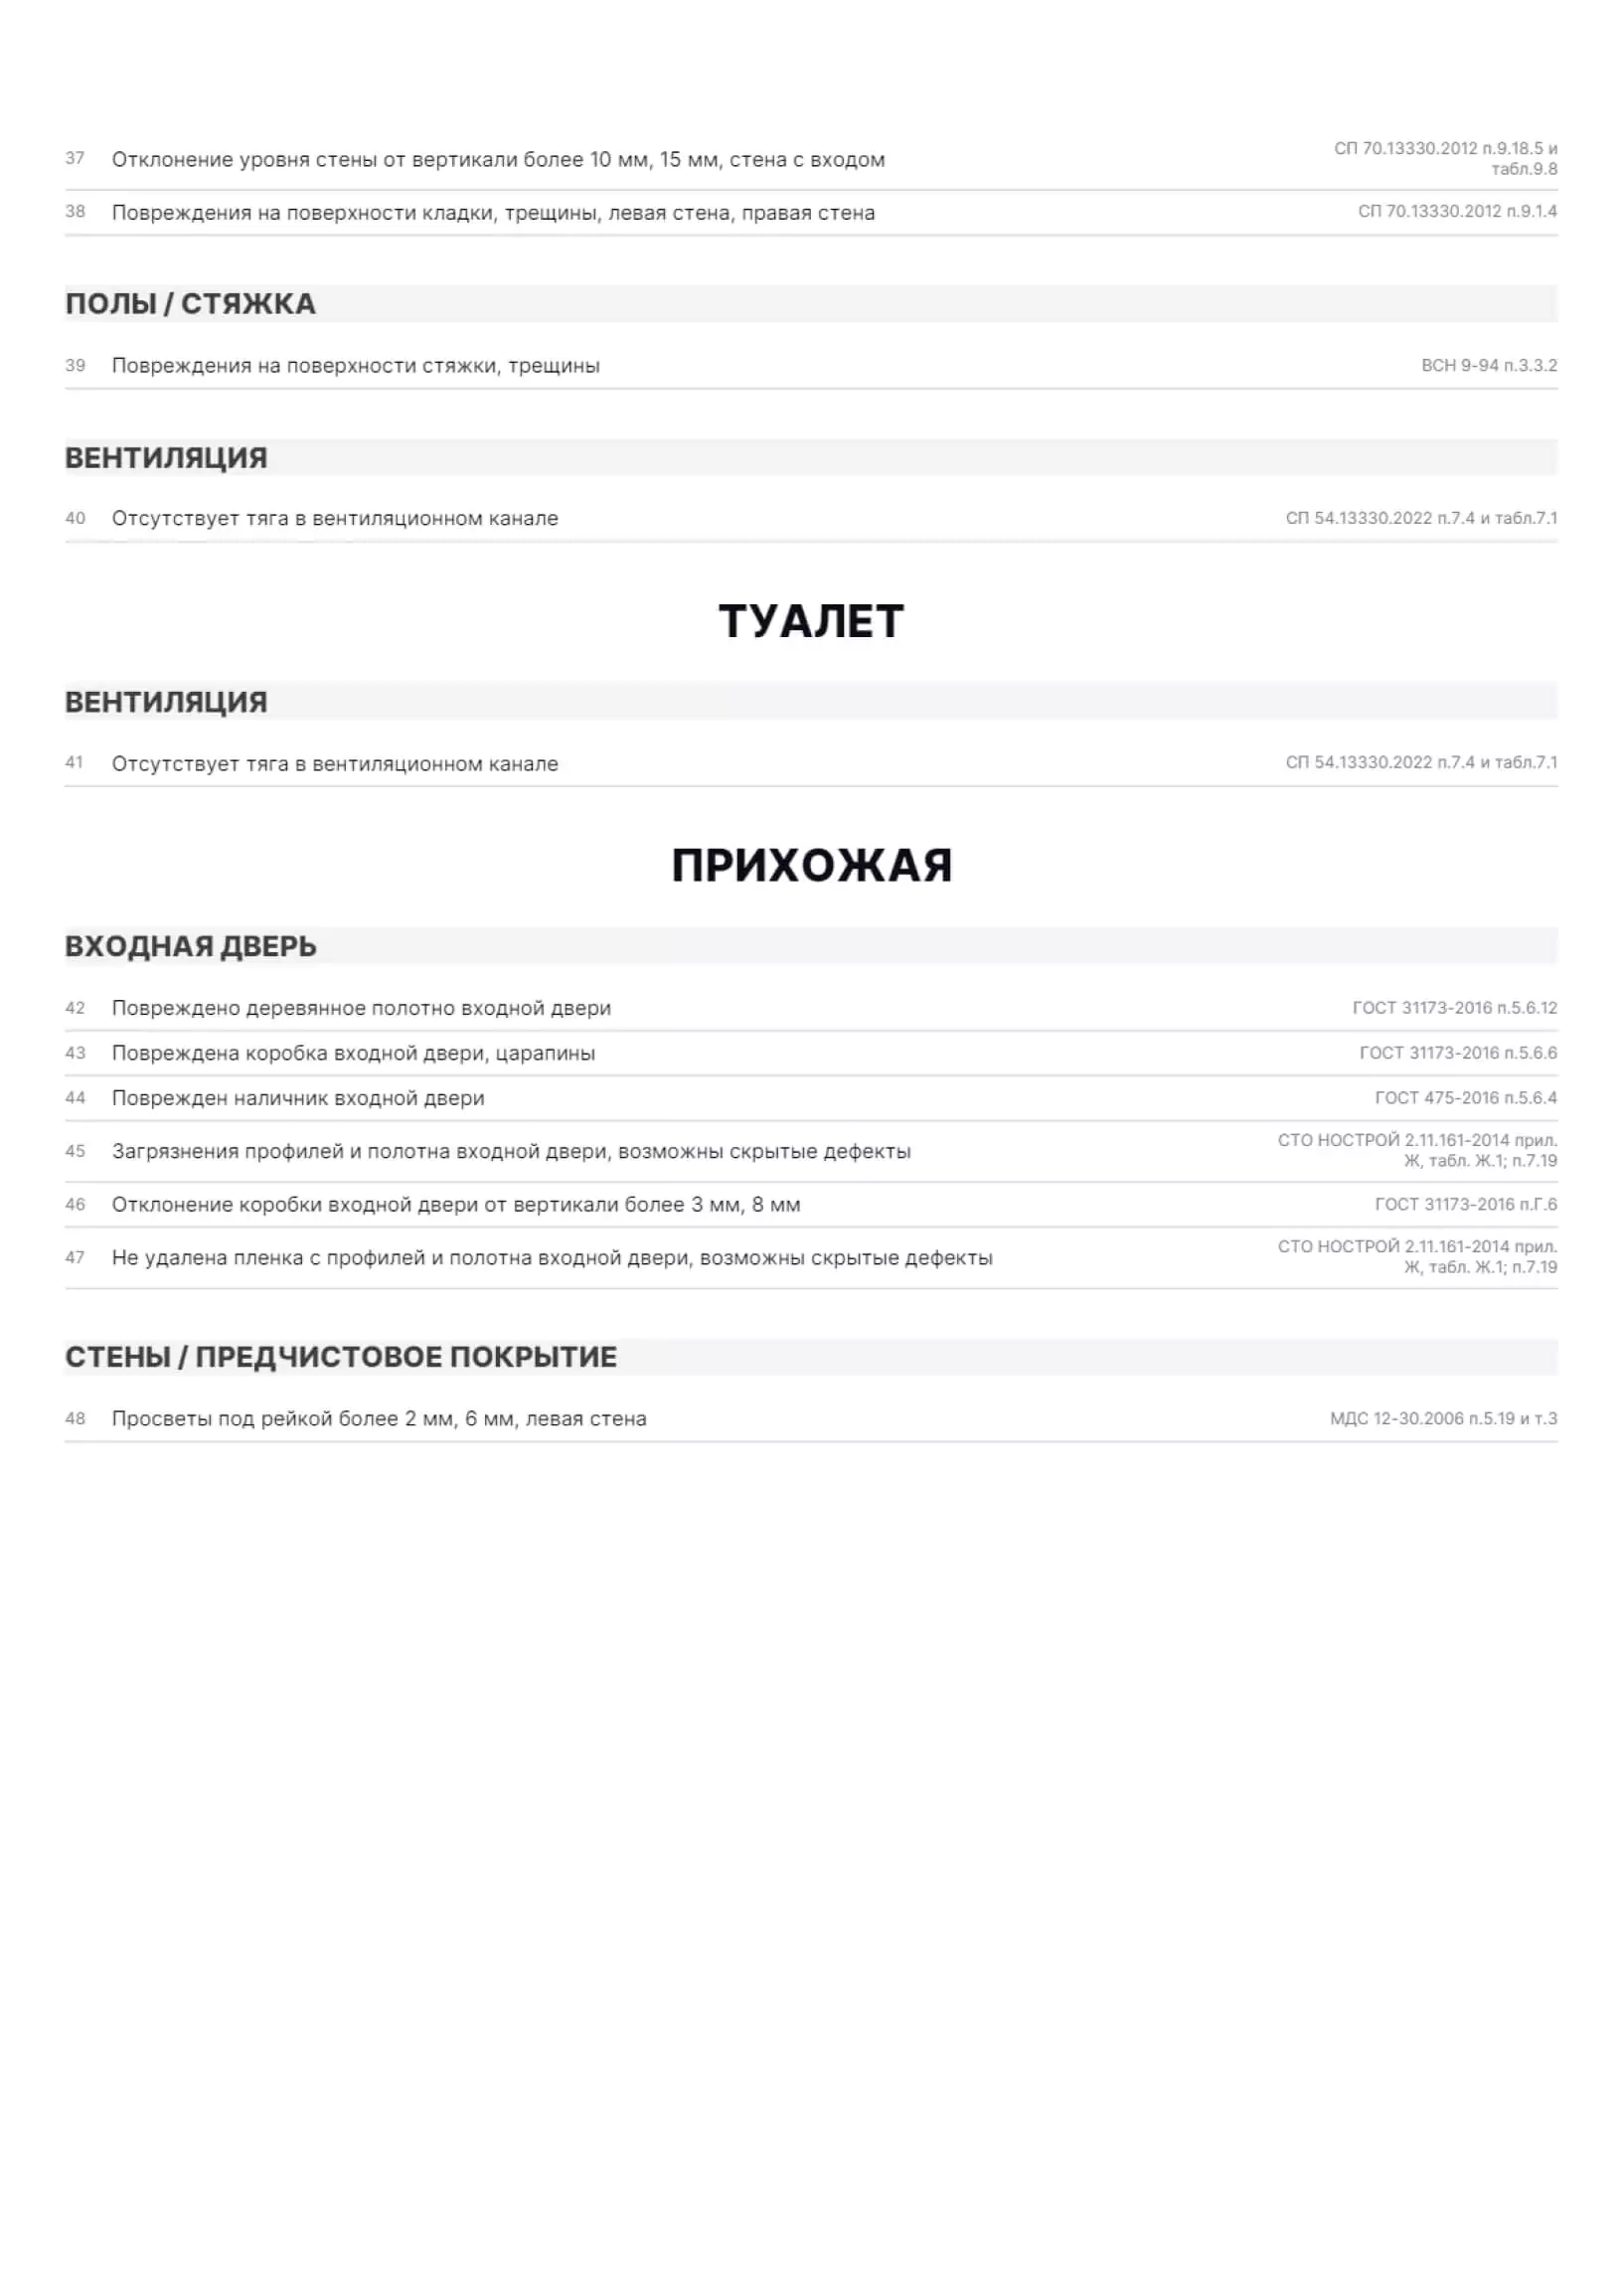 37 Отклонение уровня стены от вертикали более 10 мм, 15 мм, стена с входом СП 70.13330.2012 п.9.18.5 и
табл.9.8
38 Повреждения на поверхности кладки, трещины, левая стена, правая стена СП 70.13330.2012 п.9.1.4
ПОЛЫ / СТЯЖКА
39 Повреждения на поверхности стяжки, трещины ВСН 9-94 п.3.3.2
ВЕНТИЛЯЦИЯ
40 Отсутствует тяга в вентиляционном канале СП 54.13330.2022 п.7.4 и табл.7.1
ТУАЛЕТ
ВЕНТИЛЯЦИЯ
41 Отсутствует тяга в вентиляционном канале СП 54.13330.2022 п.7.4 и табл.7.1
ПРИХОЖАЯ
ВХОДНАЯ ДВЕРЬ
42 Повреждено деревянное полотно входной двери ГОСТ 31173-2016 п.5.6.12
43 Повреждена коробка входной двери, царапины ГОСТ 31173-2016 п.5.6.6
44 Поврежден наличник входной двери ГОСТ 475-2016 п.5.6.4
45 Загрязнения профилей и полотна входной двери, возможны скрытые дефекты СТО НОСТРОЙ 2.11.161-2014 прил.
Ж, табл. Ж.1; п.7.19
46 Отклонение коробки входной двери от вертикали более 3 мм, 8 мм ГОСТ 31173-2016 п.Г.6
47 Не удалена пленка с профилей и полотна входной двери, возможны скрытые дефекты СТО НОСТРОЙ 2.11.161-2014 прил.
Ж, табл. Ж.1; п.7.19
СТЕНЫ / ПРЕДЧИСТОВОЕ ПОКРЫТИЕ
48 Просветы под рейкой более 2 мм, 6 мм, левая стена МДС 12-30.2006 п.5.19 и т.3